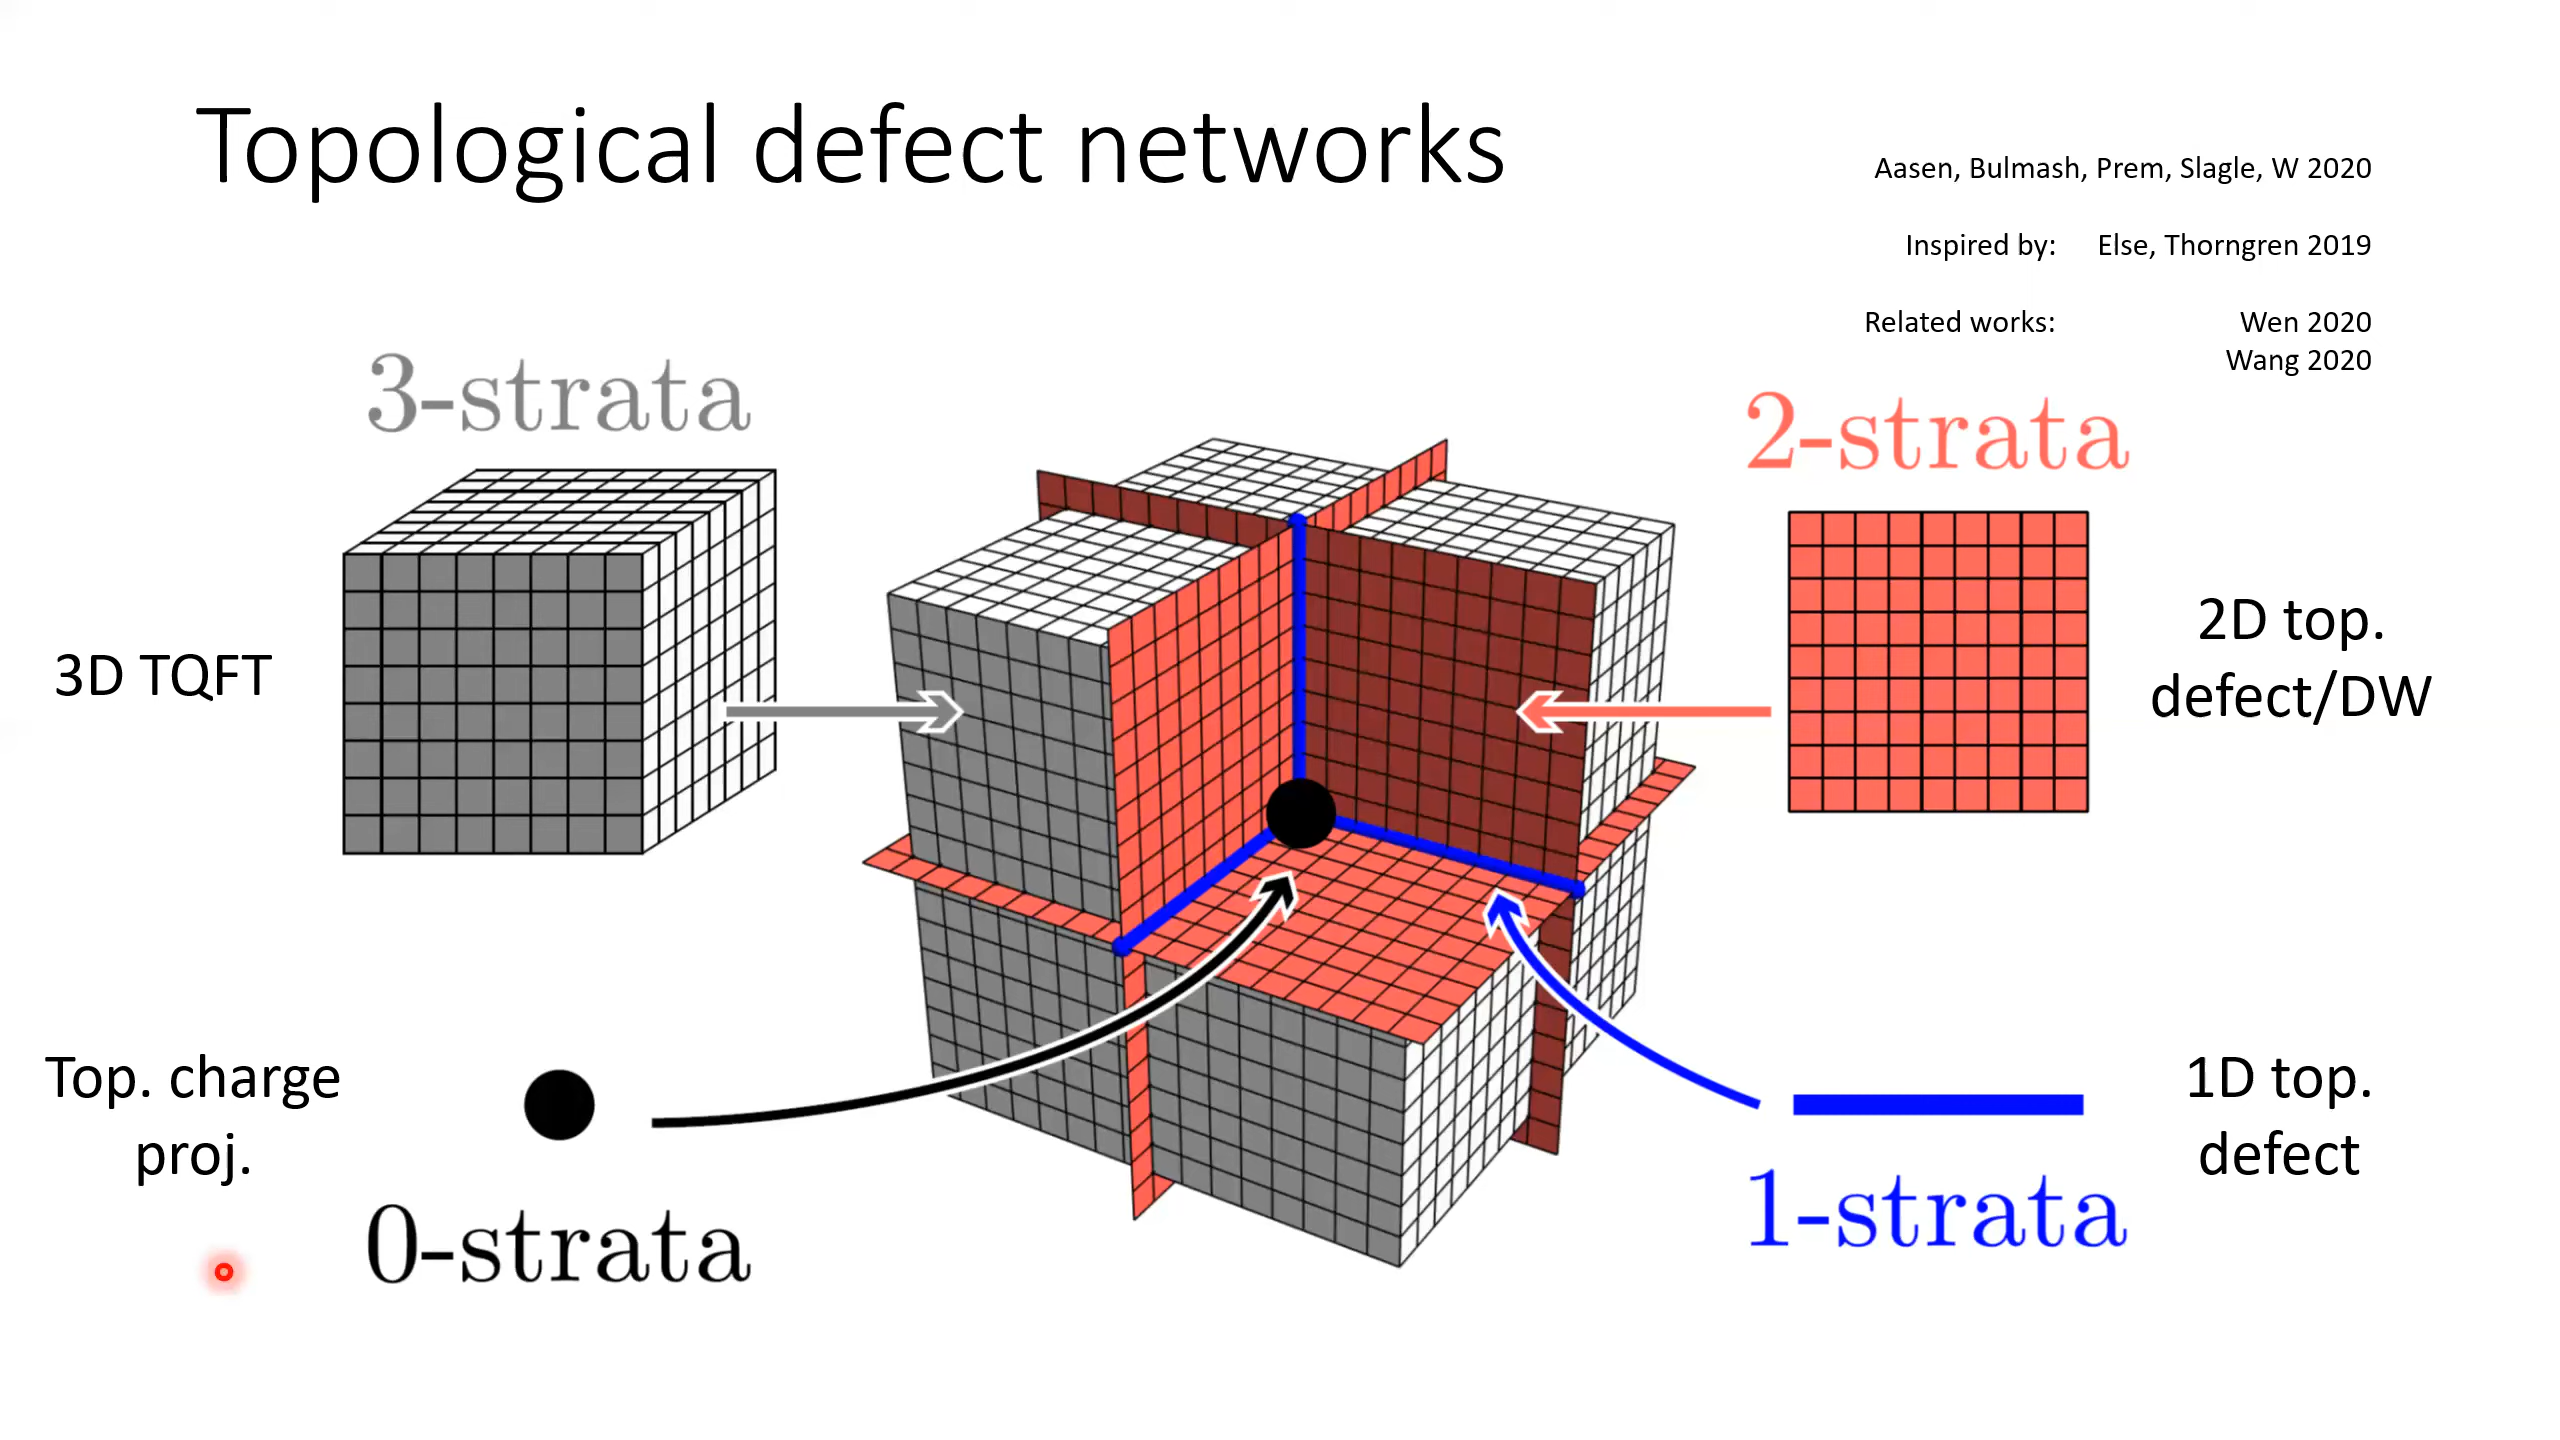 Topological defect networks
Aasen, Bulmash, Prem, Slagle, W 2020
Inspired by: Else, Thorngren 2019
Related works: Wen 2020
Wang 2020
3-strata
2-strata
3D TQFT
2D top.
defect/DW
Top. charge
proj.
0-strata
1D top.
defect
1-strata